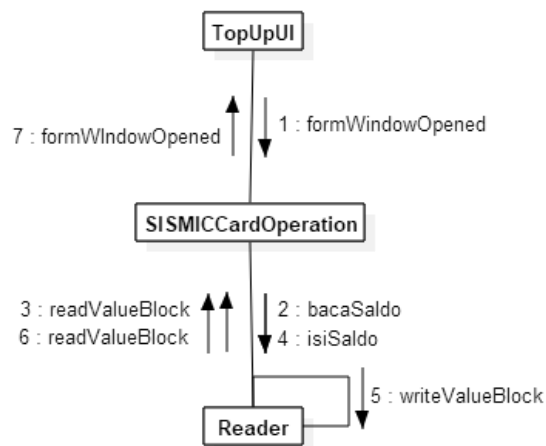 TopUpUI
7 : formWIndowOpened
1 : formWindowOpened
SISMICCardOperation
3 : readValueBlock
6 : readValueBlock
2 : bacaSaldo
4 : isiSaldo
5 : writeValueBlock
Reader